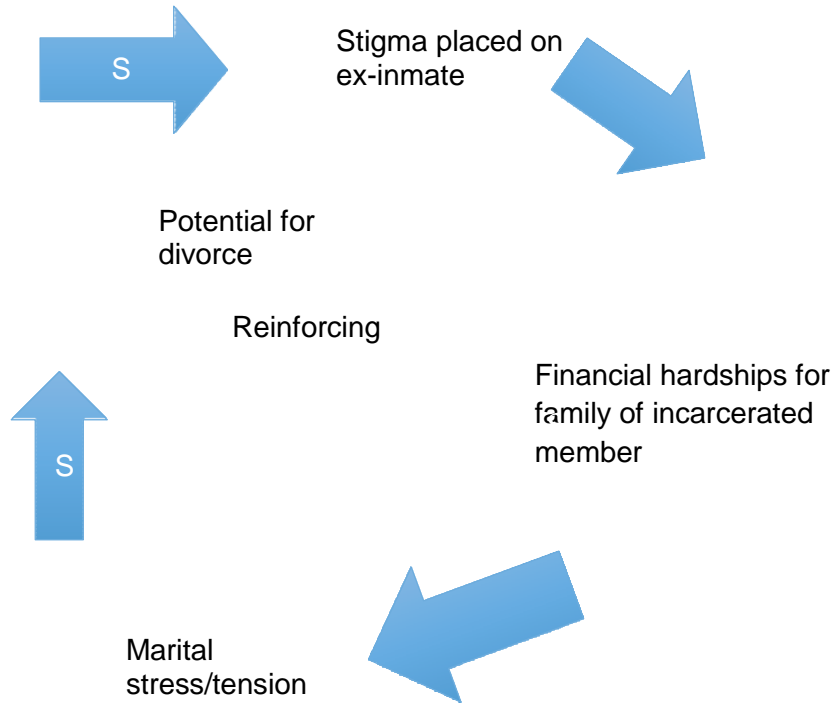 S
Stigma placed on
ex-inmate
Potential for
divorce
Reinforcing
Financial hardships for
family of incarcerated
member
S
Marital
stress/tension